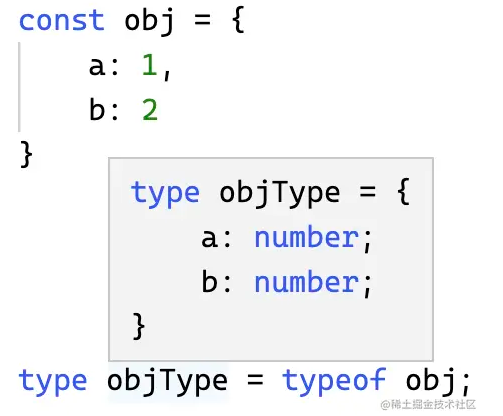 const obj = {
    a: 1,
    b: 2
}
type objType = {
    a: number;
    b: number;
}
type objType = typeof obj;
@稀土掘金技术社区